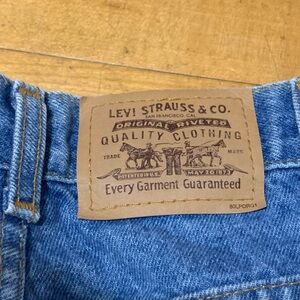 LEVI STRAUSS & CO.
SAN FRANCISCO, CAL.
ORIGINAL RIVETED
QUALITY CLOTHING
TRADE MARK
PATENTED IN U.S. MAY 20 1873
Every Garment Guaranteed